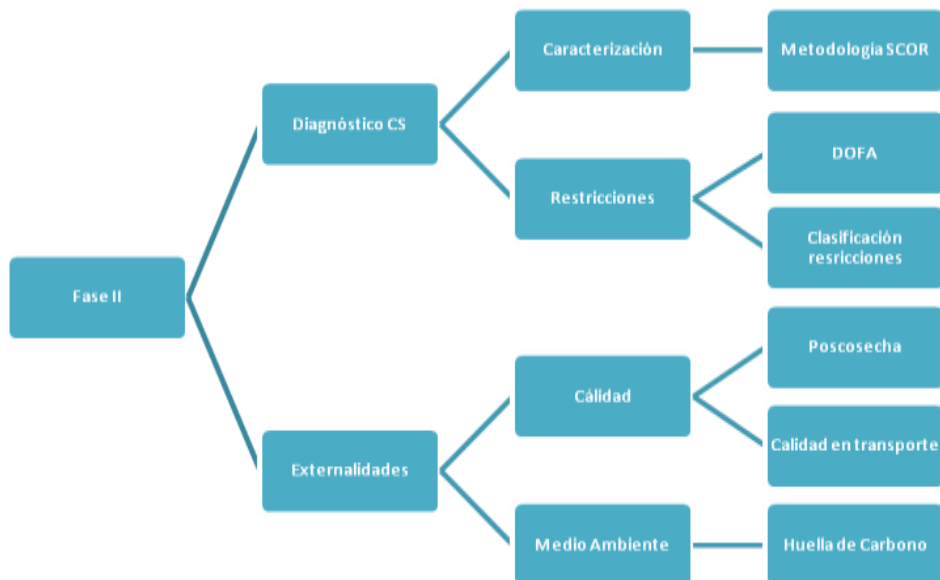 Caracterización
Metodología SCOR
Diagnóstico CS
DOFA
Restricciones
Clasificación
resricciones
Fase II
Poscosecha
Cálidad
Calidad en transporte
Externalidades
Medio Ambiente
Huella de Carbono